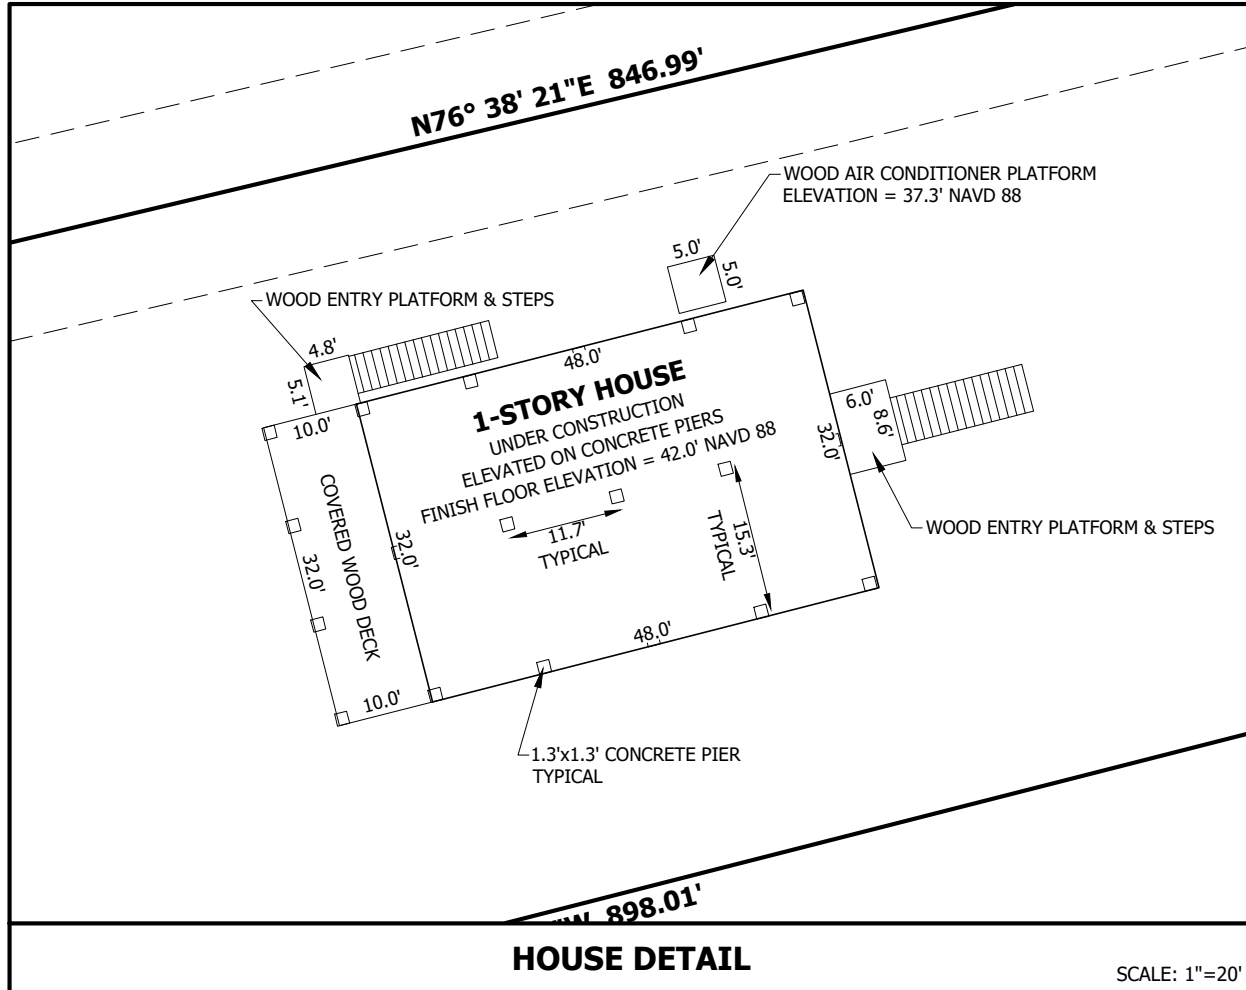 N76° 38' 21"E 846.99'
WOOD AIR CONDITIONER PLATFORM
ELEVATION = 37.3' NAVD 88
5.0'
5.0'
WOOD ENTRY PLATFORM & STEPS
4.8'
5.1'
10.0'
48.0'
1-STORY HOUSE
UNDER CONSTRUCTION
ELEVATED ON CONCRETE PIERS
FINISH FLOOR ELEVATION = 42.0' NAVD 88
6.0'
8.6'
32.0'
WOOD ENTRY PLATFORM & STEPS
COVERED WOOD DECK
32.0'
32.0'
11.7'
TYPICAL
15.3'
TYPICAL
48.0'
10.0'
1.3'x1.3' CONCRETE PIER
TYPICAL
898.01'
HOUSE DETAIL
SCALE: 1"=20'